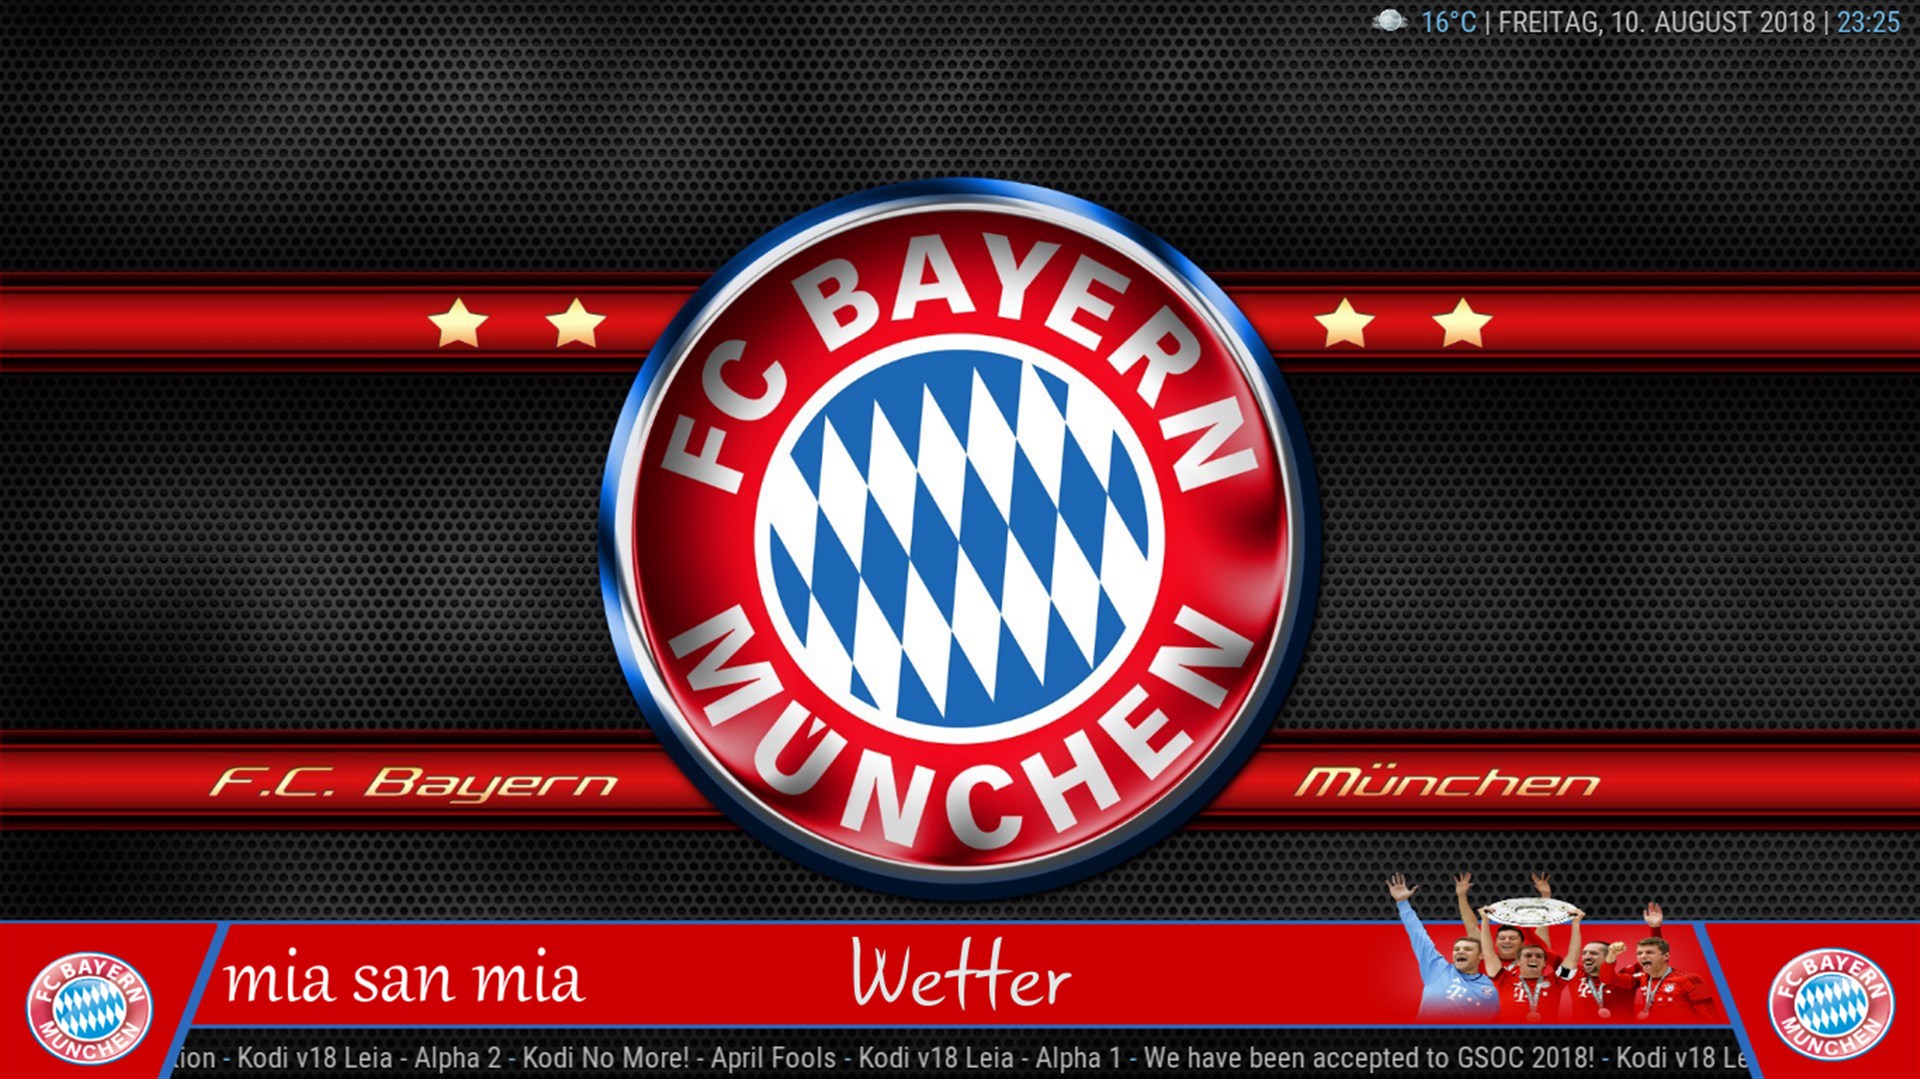 16°C | FREITAG, 10. AUGUST 2018 | 23:25
FC BAYERN
MÜNCHEN
F.C. Bayern
München
mia san mia
Wetter
FC BAYERN
MÜNCHEN
FC BAYERN
MÜNCHEN
ion - Kodi v18 Leia - Alpha 2 - Kodi No More! - April Fools - Kodi v18 Leia - Alpha 1 - We have been accepted to GSOC 2018! - Kodi v18 Le